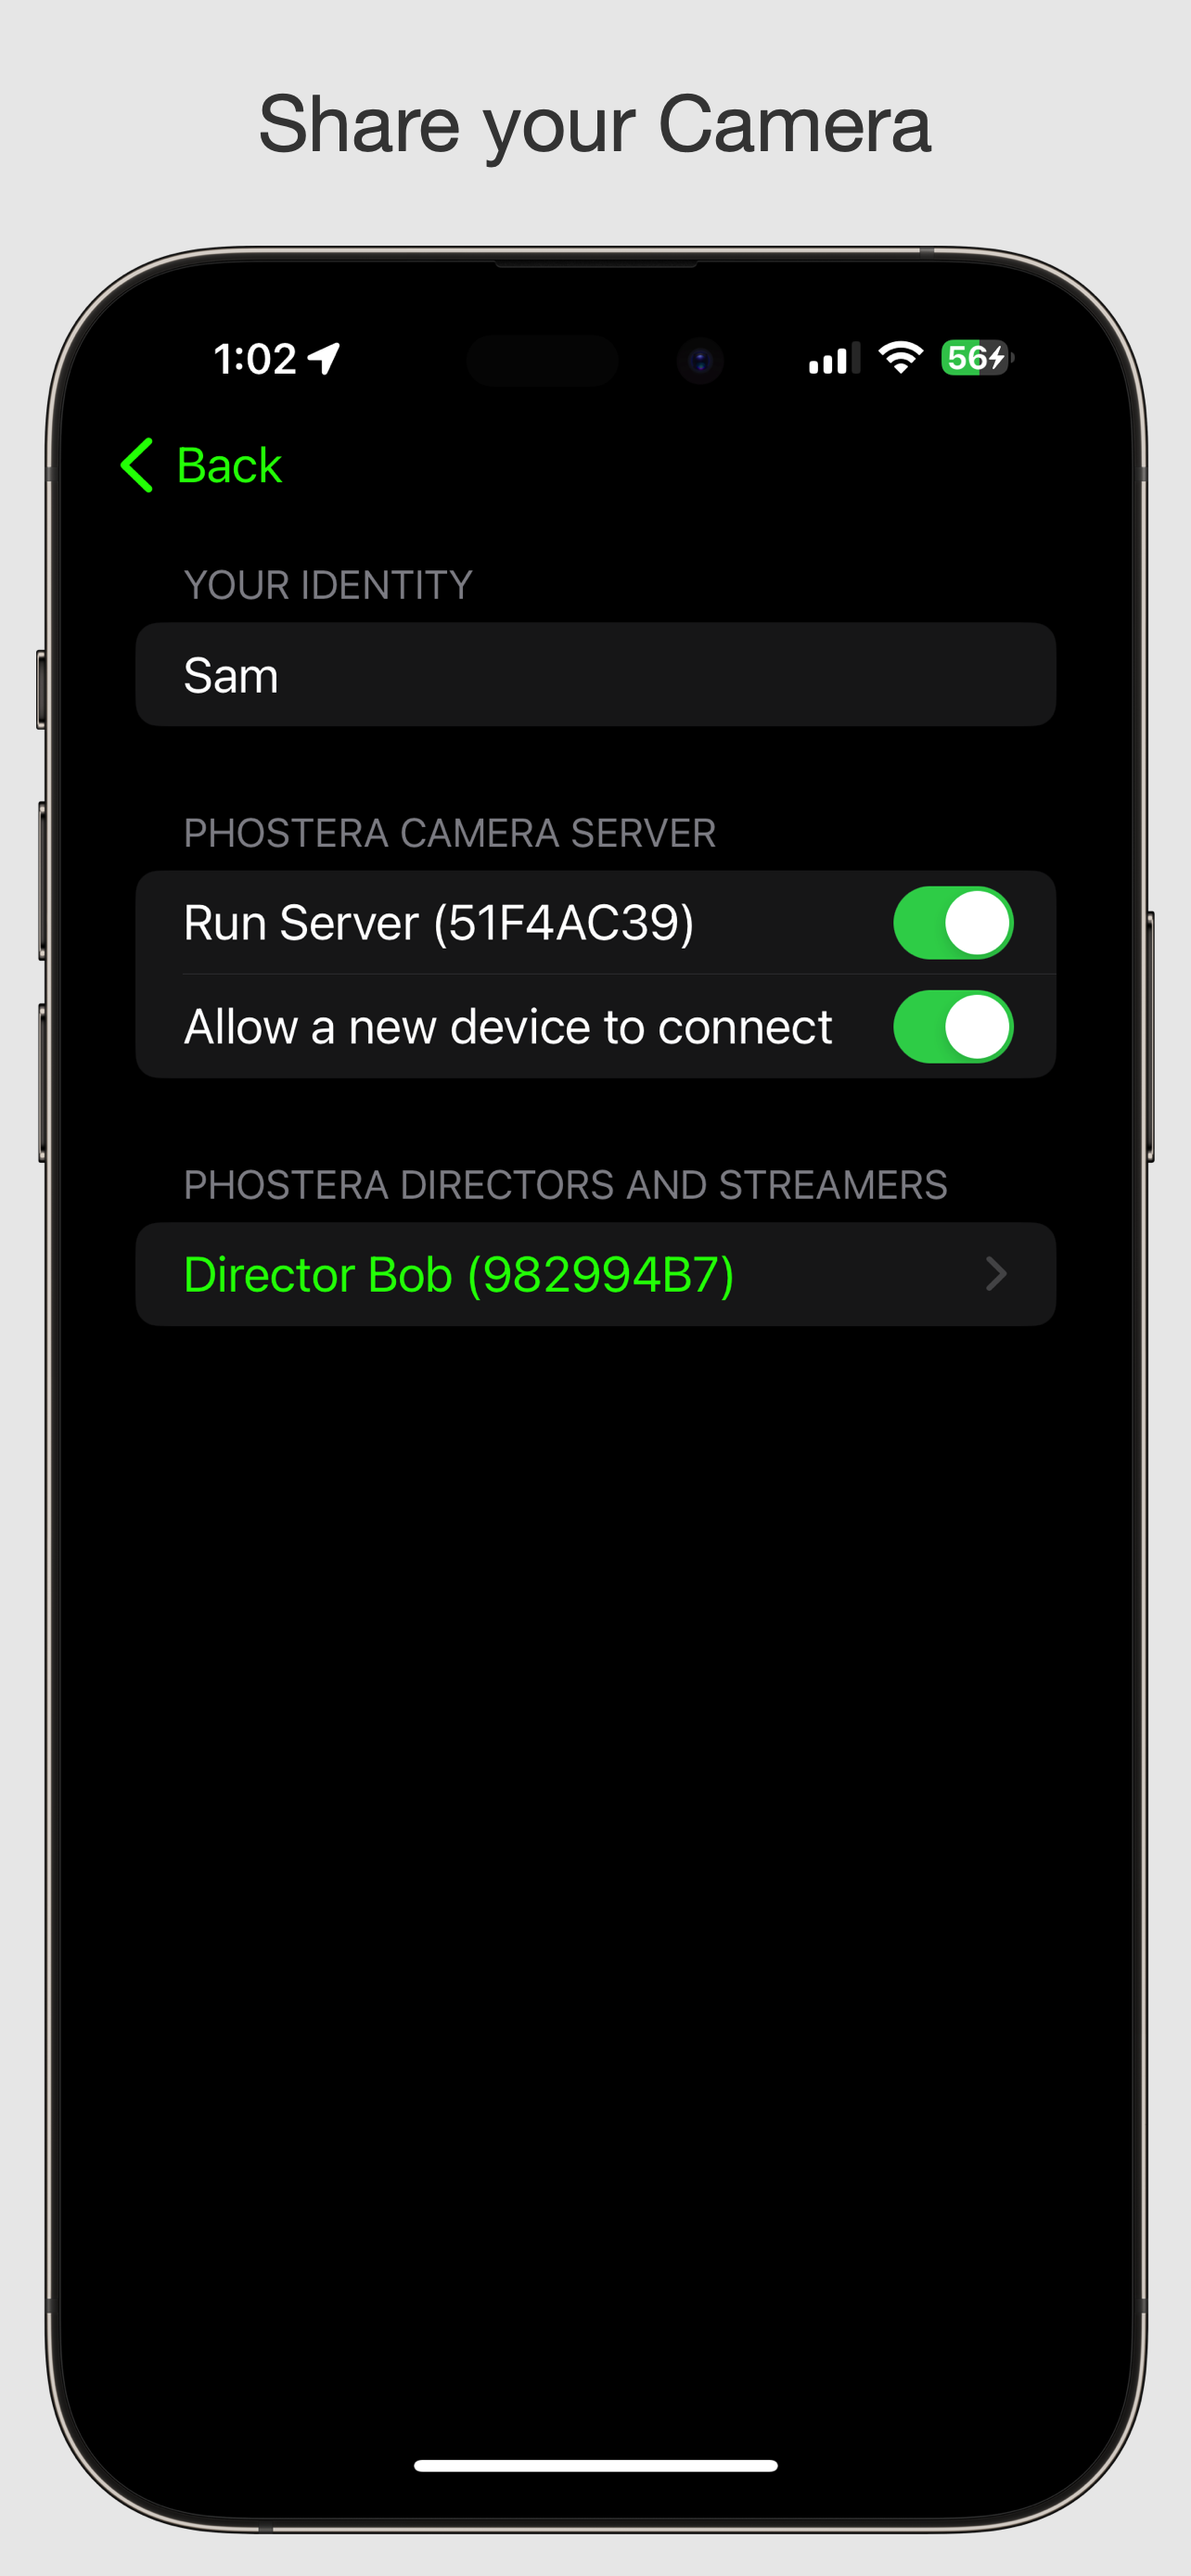 Share your Camera
1:02
56
Back
YOUR IDENTITY
Sam
PHOSTERA CAMERA SERVER
Run Server (51F4AC39)
Allow a new device to connect
PHOSTERA DIRECTORS AND STREAMERS
Director Bob (982994B7)